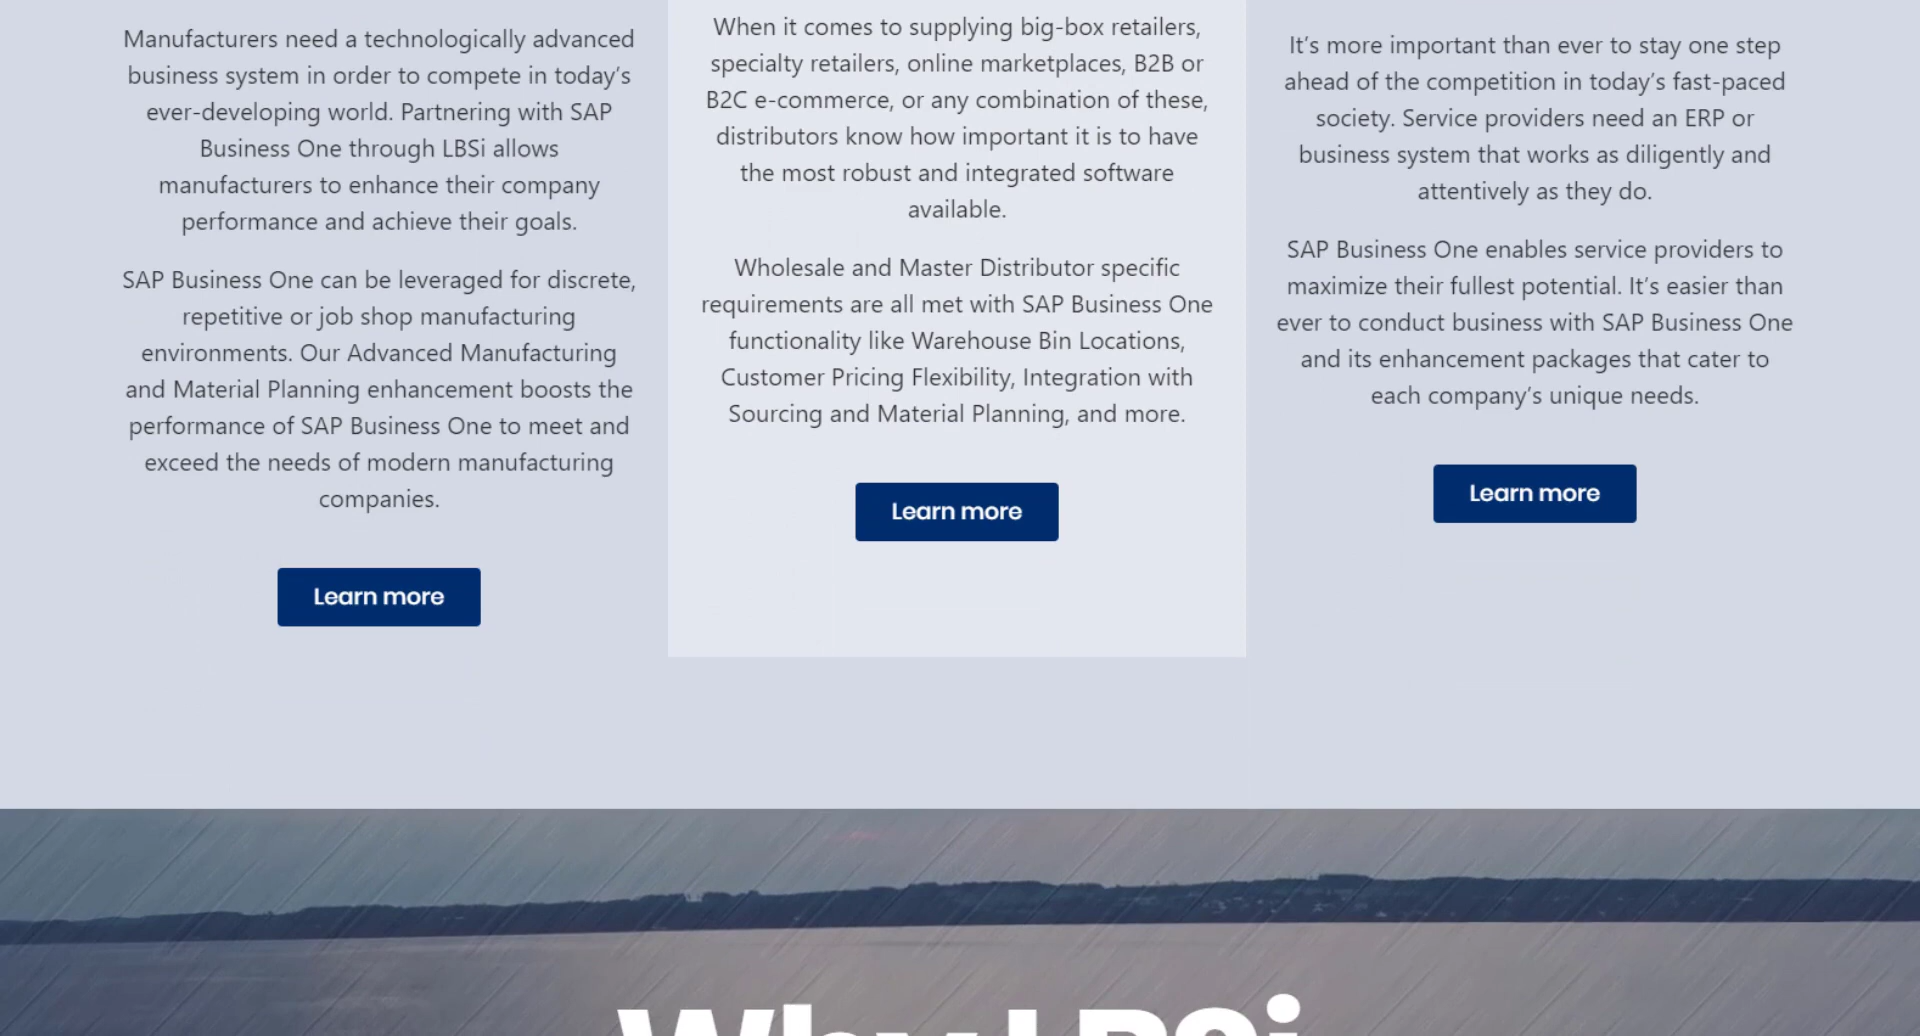 Manufacturers need a technologically advanced
business system in order to compete in today’s
ever-developing world. Partnering with SAP
Business One through LBSi allows
manufacturers to enhance their company
performance and achieve their goals.
SAP Business One can be leveraged for discrete,
repetitive or job shop manufacturing
environments. Our Advanced Manufacturing
and Material Planning enhancement boosts the
performance of SAP Business One to meet and
exceed the needs of modern manufacturing
companies.
Learn more
When it comes to supplying big-box retailers,
specialty retailers, online marketplaces, B2B or
B2C e-commerce, or any combination of these,
distributors know how important it is to have
the most robust and integrated software
available.
Wholesale and Master Distributor specific
requirements are all met with SAP Business One
functionality like Warehouse Bin Locations,
Customer Pricing Flexibility, Integration with
Sourcing and Material Planning, and more.
Learn more
It’s more important than ever to stay one step
ahead of the competition in today’s fast-paced
society. Service providers need an ERP or
business system that works as diligently and
attentively as they do.
SAP Business One enables service providers to
maximize their fullest potential. It’s easier than
ever to conduct business with SAP Business One
and its enhancement packages that cater to
each company’s unique needs.
Learn more
Why LBSi